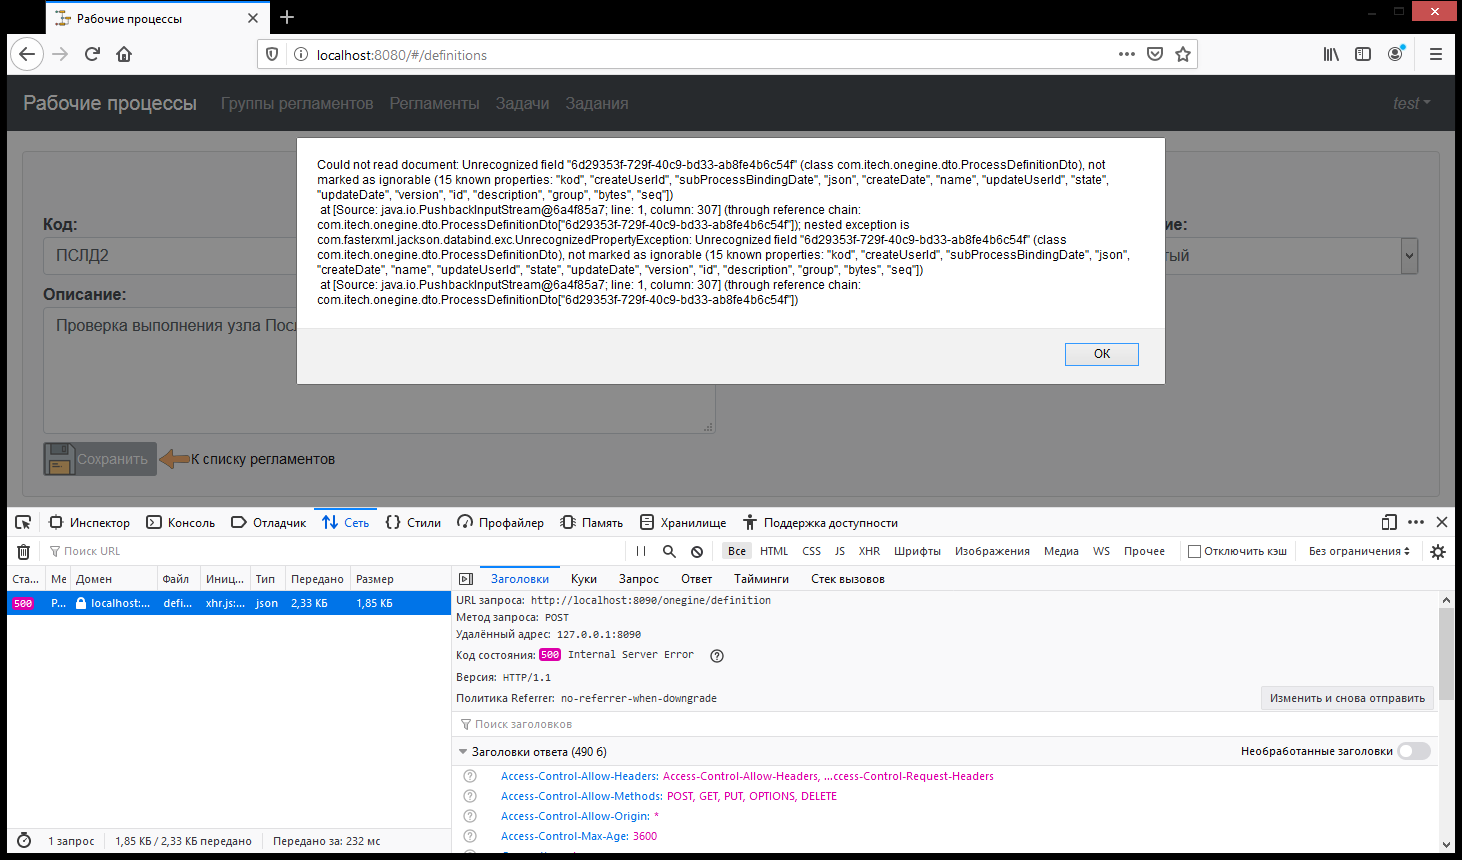 Рабочие процессы
localhost:8080/#/definitions
Рабочие процессы Группы регламентов Регламенты Задачи Задания test
Could not read document: Unrecognized field "6d29353f-729f-40c9-bd33-ab8fe4b6c54f" (class com.itech.onegine.dto.ProcessDefinitionDto), not
marked as ignorable (15 known properties: "kod", "createUserId", "subProcessBindingDate", "json", "createDate", "name", "updateUserId", "state",
"updateDate", "version", "id", "description", "group", "bytes", "seq"])
at [Source: java.io.PushbackInputStream@6a4f85a7; line: 1, column: 307] (through reference chain:
com.itech.onegine.dto.ProcessDefinitionDto["6d29353f-729f-40c9-bd33-ab8fe4b6c54f"]); nested exception is
com.fasterxml.jackson.databind.exc.UnrecognizedPropertyException: Unrecognized field "6d29353f-729f-40c9-bd33-ab8fe4b6c54f" (class
com.itech.onegine.dto.ProcessDefinitionDto), not marked as ignorable (15 known properties: "kod", "createUserId", "subProcessBindingDate", "json",
"createDate", "name", "updateUserId", "state", "updateDate", "version", "id", "description", "group", "bytes", "seq"])
at [Source: java.io.PushbackInputStream@6a4f85a7; line: 1, column: 307] (through reference chain:
com.itech.onegine.dto.ProcessDefinitionDto["6d29353f-729f-40c9-bd33-ab8fe4b6c54f"])
OK
Код: ие:
ПСЛД2 тый
Описание:
Проверка выполнения узла Посл
Сохранить К списку регламентов
Инспектор Консоль Отладчик Сеть Стили Профайлер Память Хранилище Поддержка доступности
Поиск URL Все HTML CSS JS XHR Шрифты Изображения Медиа WS Прочее Отключить кэш Без ограничения
Ста... Ме Домен Файл Иниц... Тип Передано Размер
500 P... localhost:... defi... xhr.js:... json 2,33 КБ 1,85 КБ
Заголовки Куки Запрос Ответ Тайминги Стек вызовов
URL запроса: http://localhost:8090/onegine/definition
Метод запроса: POST
Удалённый адрес: 127.0.0.1:8090
Код состояния: 500 Internal Server Error
Версия: HTTP/1.1
Политика Referrer: no-referrer-when-downgrade Изменить и снова отправить
Поиск заголовков
Заголовки ответа (490 б) Необработанные заголовки
Access-Control-Allow-Headers: Access-Control-Allow-Headers, ...ccess-Control-Request-Headers
Access-Control-Allow-Methods: POST, GET, PUT, OPTIONS, DELETE
Access-Control-Allow-Origin: *
Access-Control-Max-Age: 3600
1 запрос 1,85 КБ / 2,33 КБ передано Передано за: 232 мс